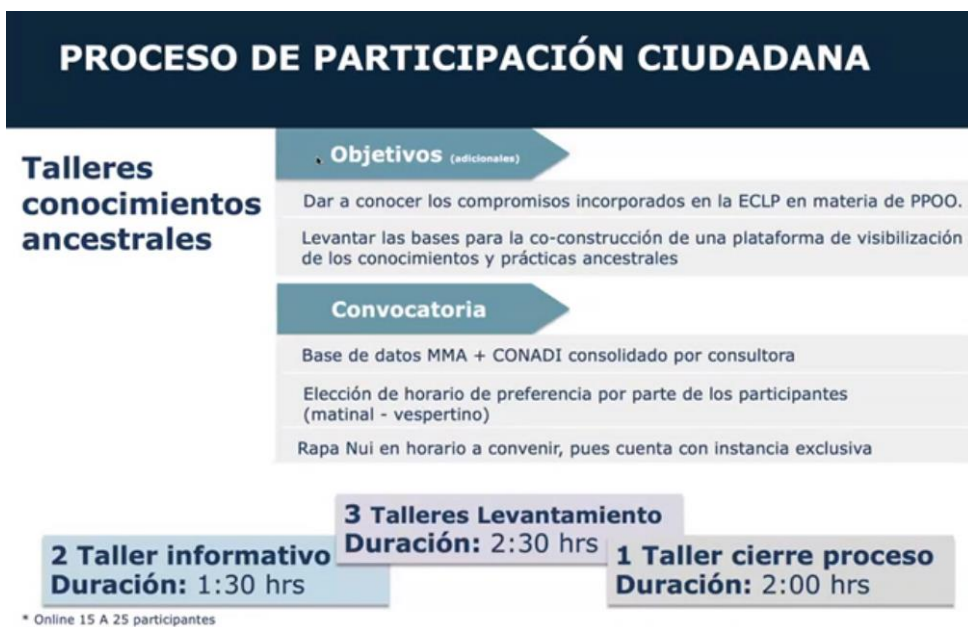 PROCESO DE PARTICIPACIÓN CIUDADANA
Talleres
conocimientos
ancestrales
Objetivos (adicionales)
Dar a conocer los compromisos incorporados en la ECLP en materia de PPOO.
Levantar las bases para la co-construcción de una plataforma de visibilización
de los conocimientos y prácticas ancestrales
Convocatoria
Base de datos MMA + CONADI consolidado por consultora
Elección de horario de preferencia por parte de los participantes
(matinal - vespertino)
Rapa Nui en horario a convenir, pues cuenta con instancia exclusiva
2 Taller informativo
Duración: 1:30 hrs
3 Talleres Levantamiento
Duración: 2:30 hrs
1 Taller cierre proceso
Duración: 2:00 hrs
* Online 15 A 25 participantes